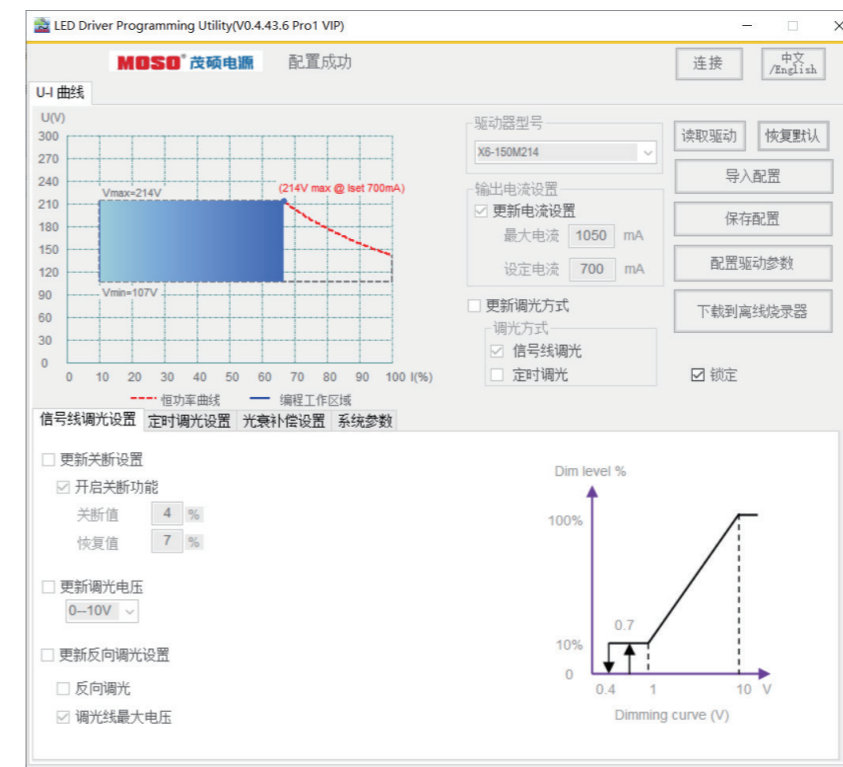 LED Driver Programming Utility(V0.4.43.6 Pro1 VIP)
MOSO® 茂硕电源 配置成功
连接
中文
/English
U-I 曲线
U(V)
300
270
240
210
180
150
120
90
60
30
0
Vmax=214V
(214V max @ Iset 700mA)
Vmin=107V
0 10 20 30 40 50 60 70 80 90 100 I(%)
恒功率曲线 编程工作区域
驱动器型号
X6-150M214
输出电流设置
更新电流设置
最大电流 1050 mA
设定电流 700 mA
更新调光方式
调光方式
信号线调光
定时调光
读取驱动 恢复默认
导入配置
保存配置
配置驱动参数
下载到离线烧录器
锁定
信号线调光设置 定时调光设置 光衰补偿设置 系统参数
更新关断设置
开启关断功能
关断值 4 %
恢复值 7 %
更新调光电压
0--10V
更新反向调光设置
反向调光
调光线最大电压
Dim level %
100%
0.7
10%
0
0.4 1 10 V
Dimming curve (V)